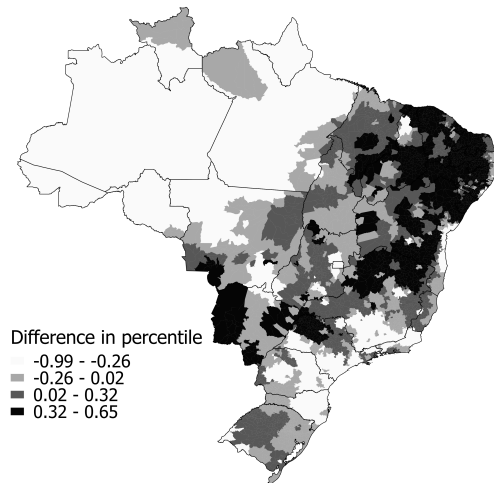 Difference in percentile
-0.99 - -0.26
-0.26 - 0.02
0.02 - 0.32
0.32 - 0.65